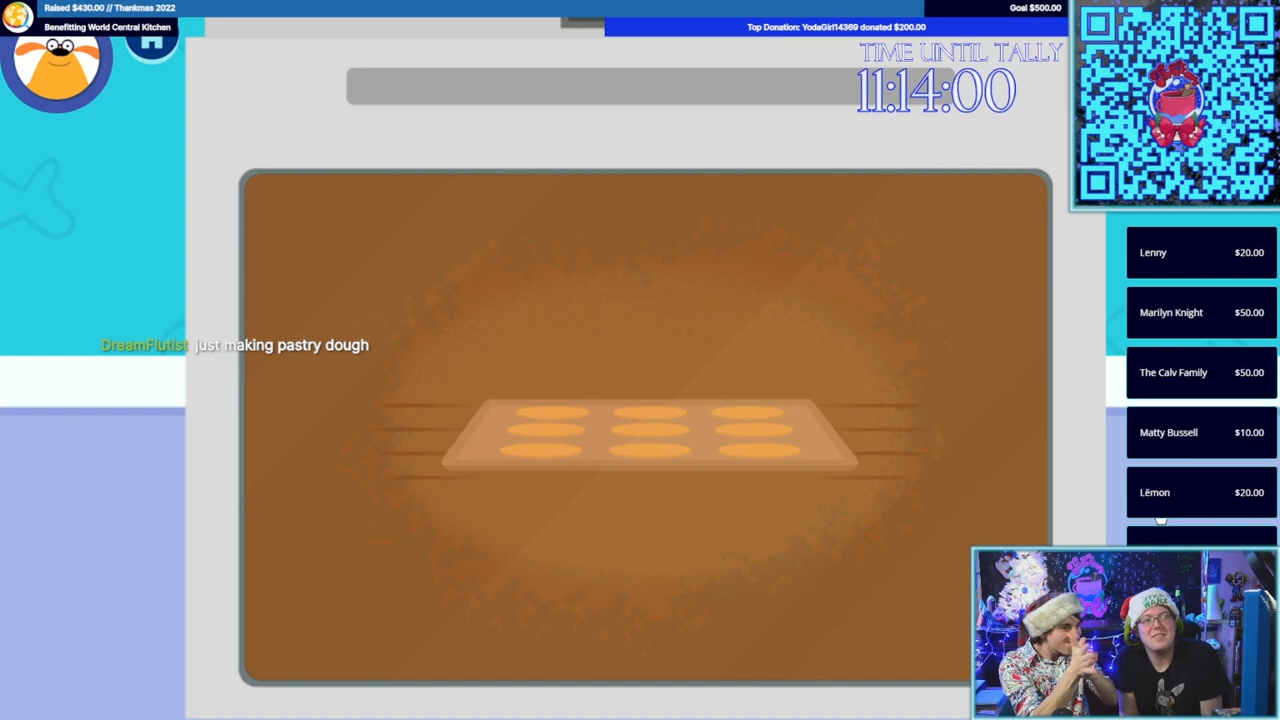 Raised $430.00 // Thankmas 2022
Goal $500.00
Benefitting World Central Kitchen
Top Donation: YodaGirl14369 donated $200.00
TIME UNTIL TALLY
11:14:00
Lenny $20.00
Marilyn Knight $50.00
DreamFlutist just making pastry dough
The Calv Family $50.00
Matty Bussell $10.00
Lēmon $20.00